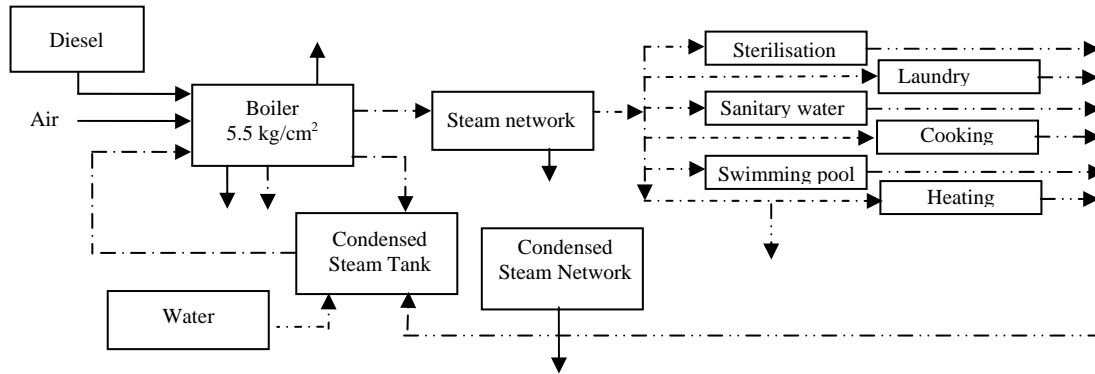 Diesel
Air
Boiler
5.5 kg/cm²
Steam network
Sterilisation
Laundry
Sanitary water
Cooking
Swimming pool
Heating
Condensed
Steam Tank
Condensed
Steam Network
Water